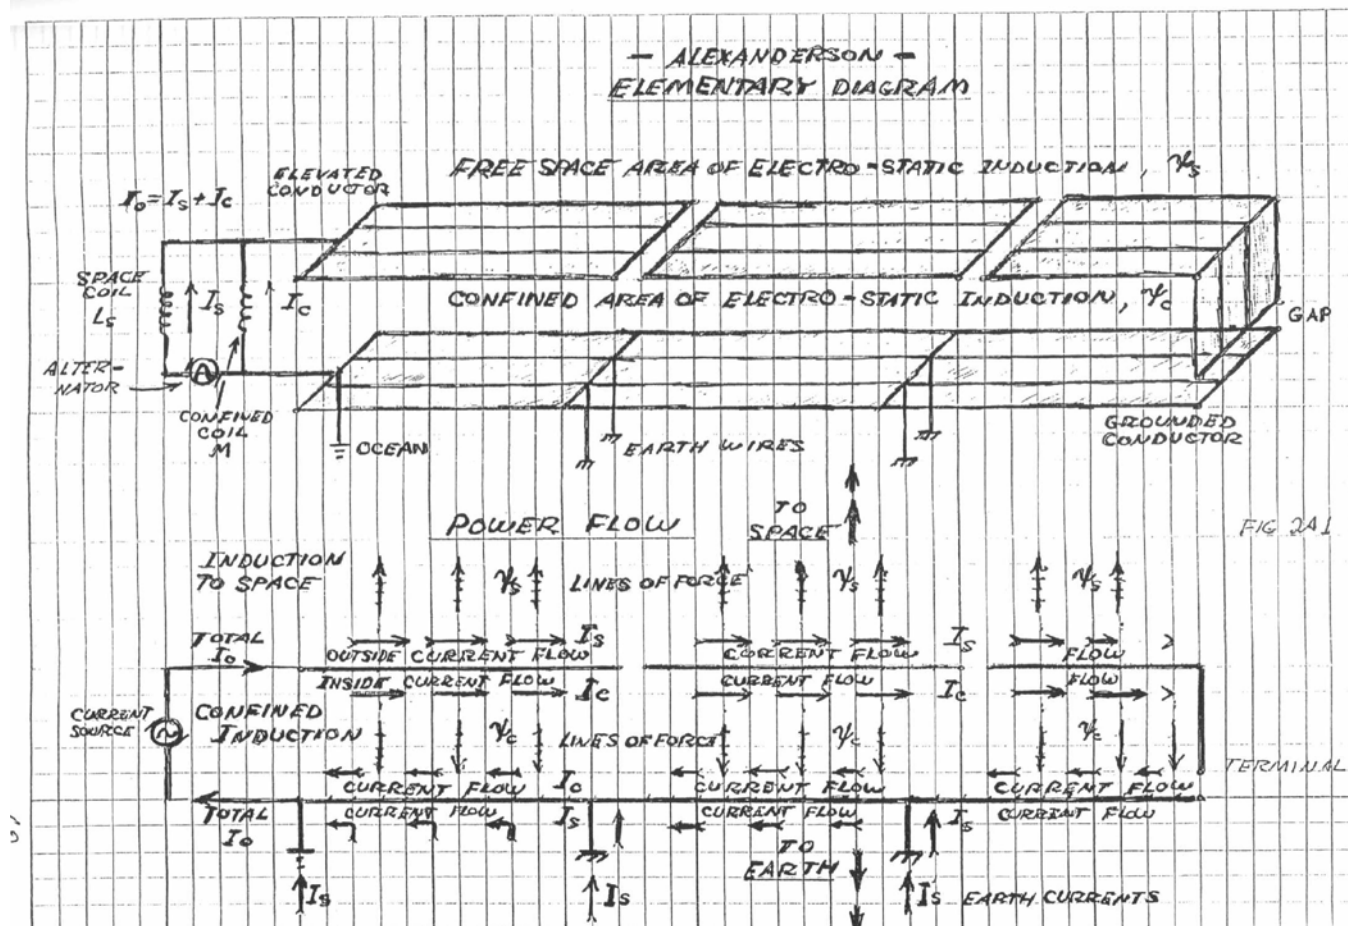 — ALEXANDERSON —
ELEMENTARY DIAGRAM
FREE SPACE AREA OF ELECTRO-STATIC INDUCTION, ψs
ELEVATED
CONDUCTOR
I₀ = Is + Ic
SPACE
COIL
Ls
Is
Ic
CONFINED AREA OF ELECTRO-STATIC INDUCTION, ψc
GAP
ALTER-
NATOR
A
CONFINED
COIL
M
OCEAN
EARTH WIRES
GROUNDED
CONDUCTOR
POWER FLOW
TO
SPACE
FIG 2A1
INDUCTION
TO SPACE
ψs
LINES OF FORCE
ψs
ψs
TOTAL
I₀
Is
Is
OUTSIDE CURRENT FLOW
CURRENT FLOW
FLOW
INSIDE CURRENT FLOW
CURRENT FLOW
FLOW
Ic
Ic
CURRENT
SOURCE
CONFINED
INDUCTION
ψc
LINES OF FORCE
ψc
ψc
TERMINAL
CURRENT FLOW
I₀
CURRENT FLOW
CURRENT FLOW
TOTAL
I₀
CURRENT FLOW
Is
CURRENT FLOW
Is
CURRENT FLOW
TO
EARTH
Is
Is
Is
EARTH CURRENTS